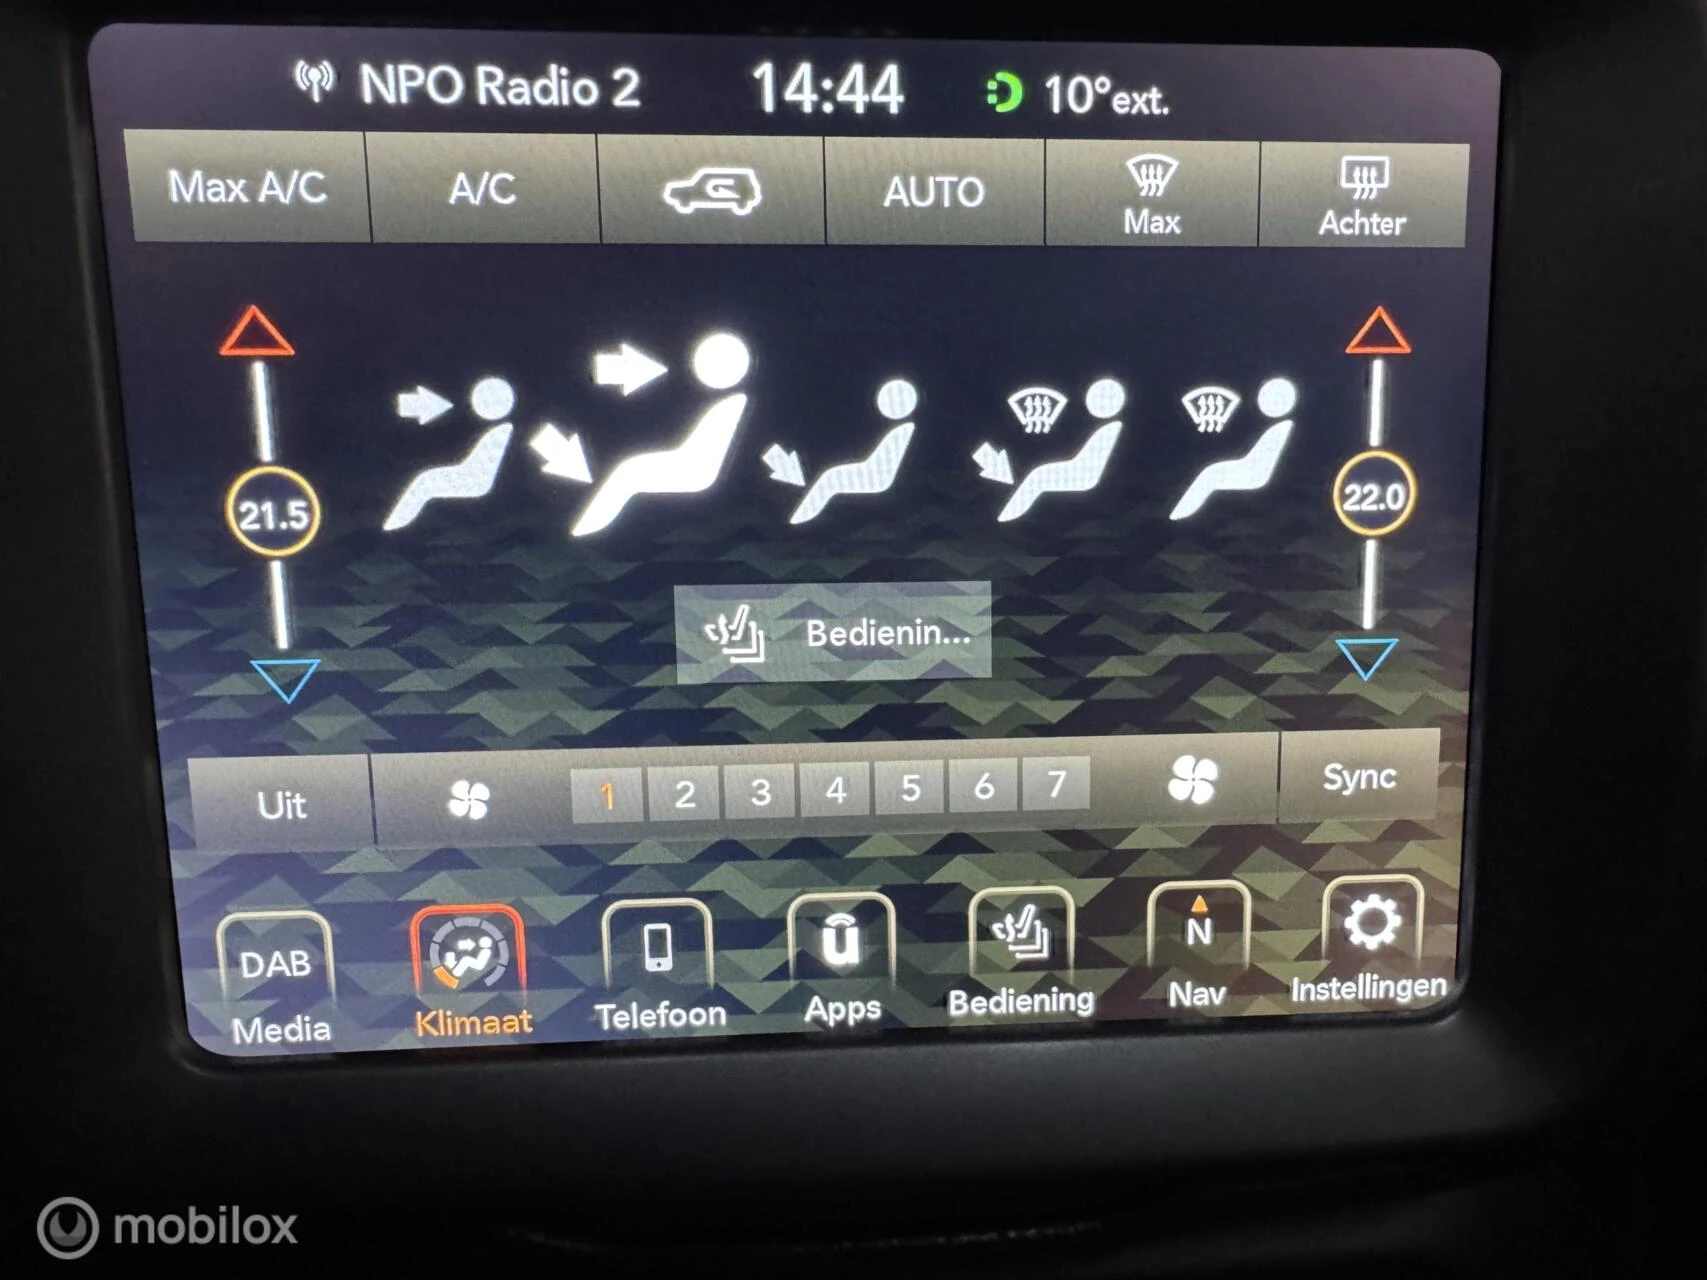 NPO Radio 2 14:44 10°ext.
Max A/C A/C AUTO Max Achter
21.5 22.0
Bedienin...
Uit 1 2 3 4 5 6 7 Sync
DAB ū N
Media Klimaat Telefoon Apps Bediening Nav Instellingen
mobilox